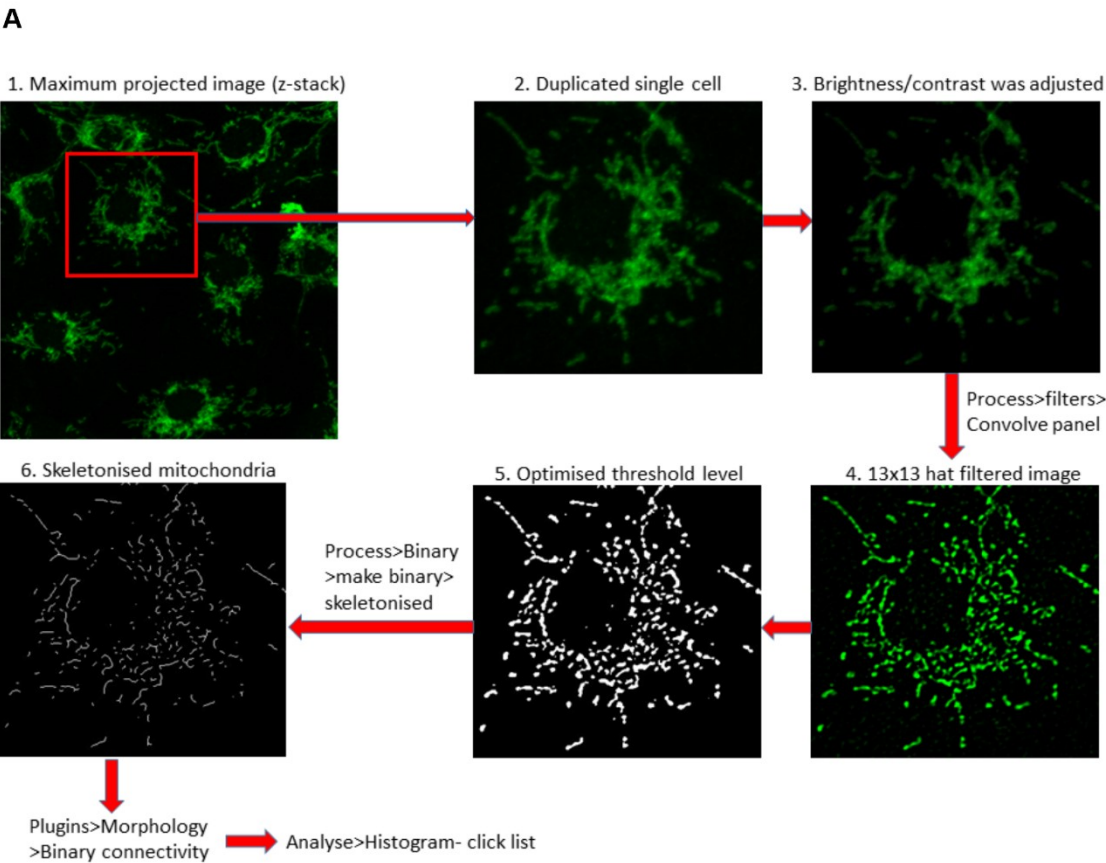 A
1. Maximum projected image (z-stack)
2. Duplicated single cell
3. Brightness/contrast was adjusted
Process>filters>
Convolve panel
4. 13x13 hat filtered image
5. Optimised threshold level
6. Skeletonised mitochondria
Process>Binary
>make binary>
skeletonised
Plugins>Morphology
>Binary connectivity
Analyse>Histogram- click list